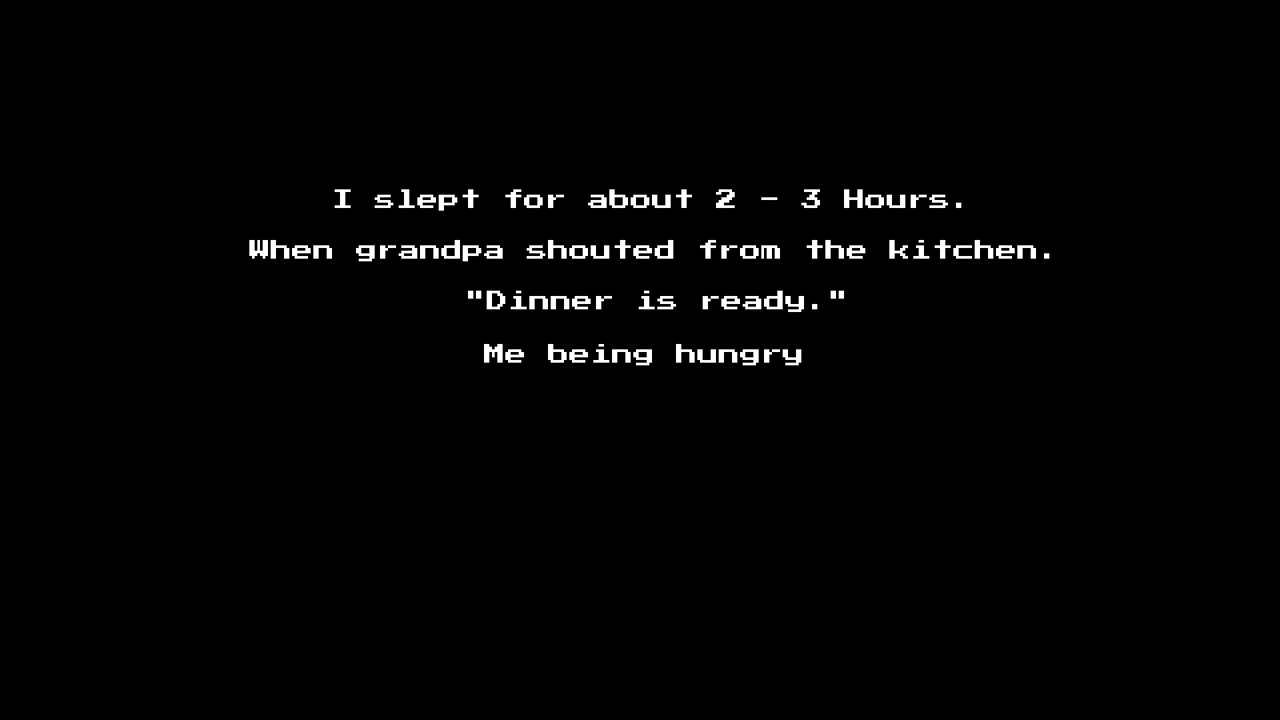 I slept for about 2 - 3 Hours.
When grandpa shouted from the kitchen.
"Dinner is ready."
Me being hungry